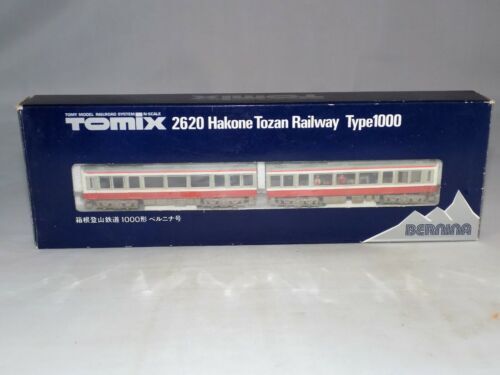 TOMIX
TOMY MODEL RAILROAD SYSTEM N SCALE
TOMIX 2620 Hakone Tozan Railway Type1000
箱根登山鉄道1000形 ベルニナ号
BERNINA